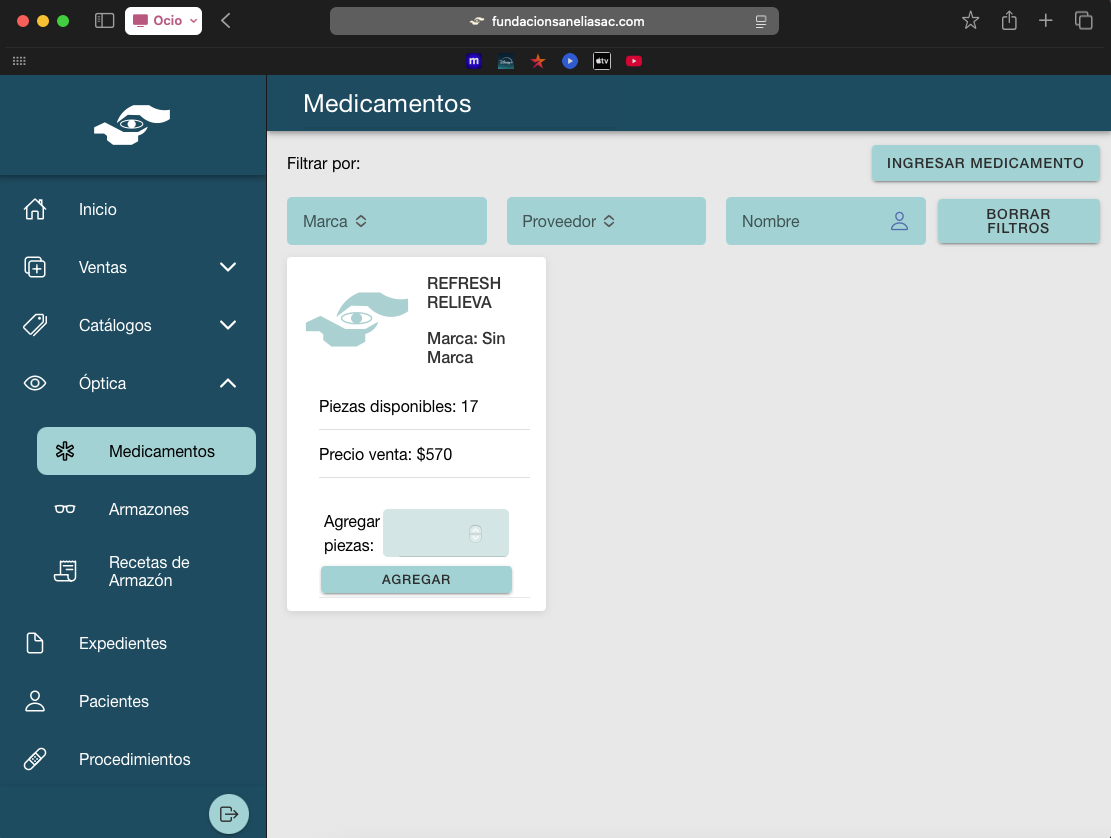 Ocio
fundacionsaneliasac.com
m
tv
Medicamentos
Filtrar por:
INGRESAR MEDICAMENTO
Marca
Proveedor
Nombre
BORRAR
FILTROS
Inicio
Ventas
Catálogos
Óptica
Medicamentos
Armazones
Recetas de
Armazón
Expedientes
Pacientes
Procedimientos
REFRESH
RELIEVA
Marca: Sin
Marca
Piezas disponibles: 17
Precio venta: $570
Agregar
piezas:
AGREGAR